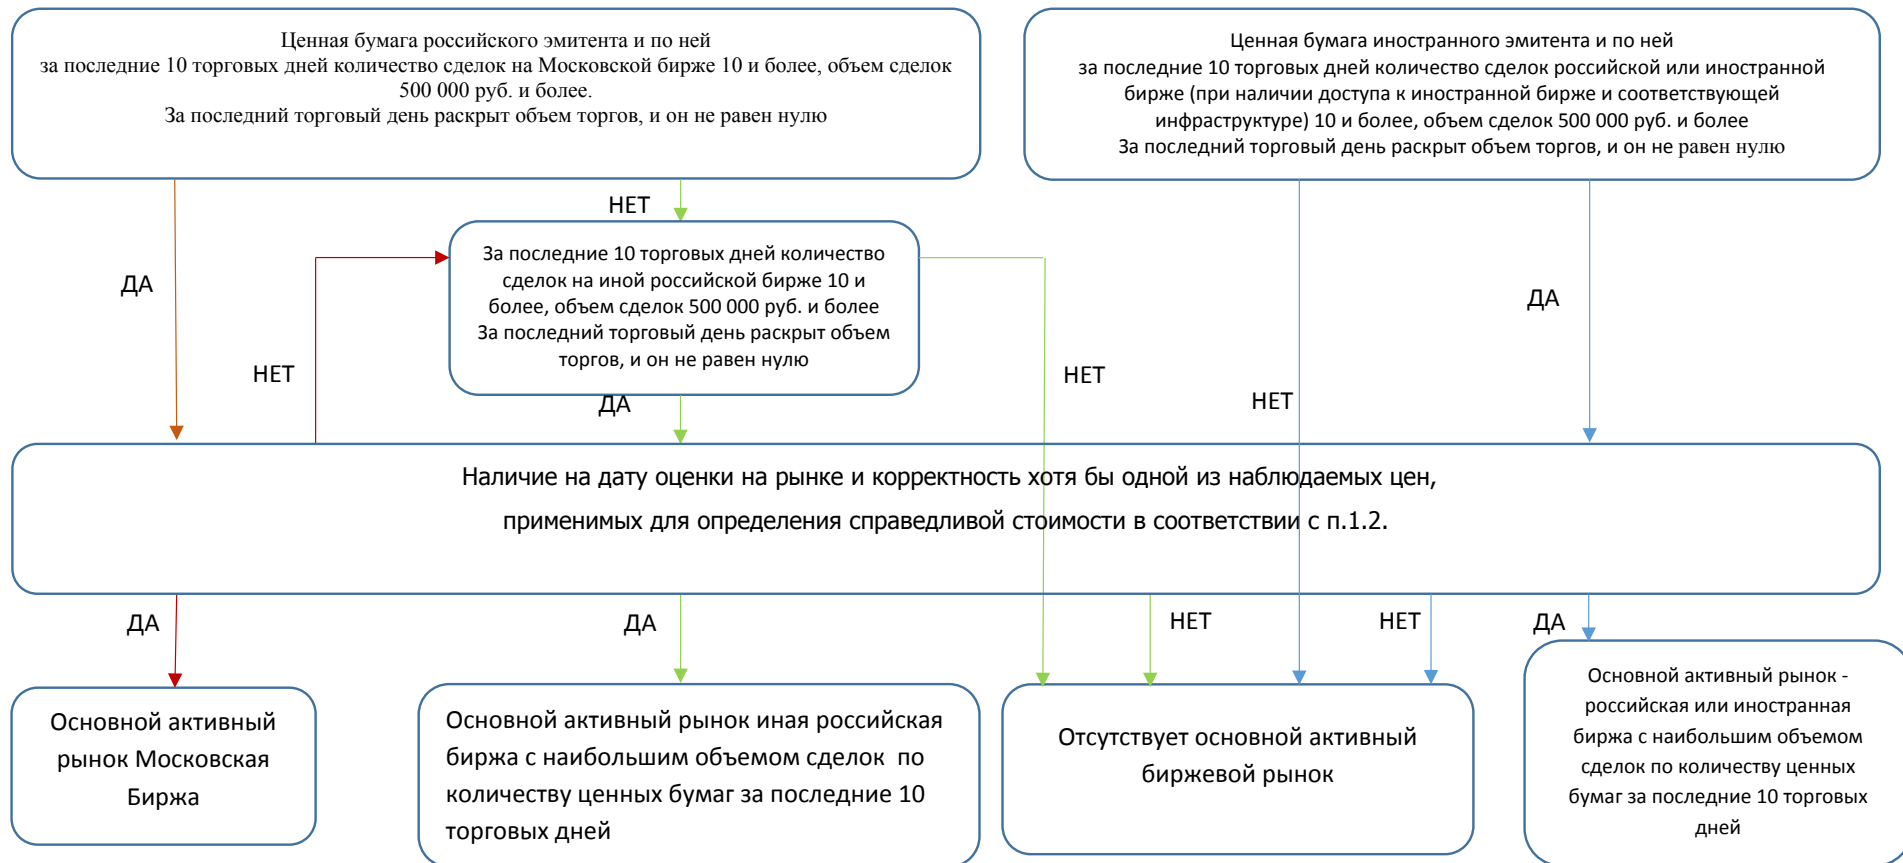 Ценная бумага российского эмитента и по ней
за последние 10 торговых дней количество сделок на Московской бирже 10 и более, объем сделок
500 000 руб. и более.
За последний торговый день раскрыт объем торгов, и он не равен нулю
Ценная бумага иностранного эмитента и по ней
за последние 10 торговых дней количество сделок российской или иностранной
бирже (при наличии доступа к иностранной бирже и соответствующей
инфраструктуре) 10 и более, объем сделок 500 000 руб. и более
За последний торговый день раскрыт объем торгов, и он не равен нулю
НЕТ
За последние 10 торговых дней количество
сделок на иной российской бирже 10 и
более, объем сделок 500 000 руб. и более
За последний торговый день раскрыт объем
торгов, и он не равен нулю
ДА
ДА
НЕТ
НЕТ
НЕТ
ДА
Наличие на дату оценки на рынке и корректность хотя бы одной из наблюдаемых цен,
применимых для определения справедливой стоимости в соответствии с п.1.2.
ДА
ДА
НЕТ
НЕТ
ДА
Основной активный
рынок Московская
Биржа
Основной активный рынок иная российская
биржа с наибольшим объемом сделок по
количеству ценных бумаг за последние 10
торговых дней
Отсутствует основной активный
биржевой рынок
Основной активный рынок -
российская или иностранная
биржа с наибольшим объемом
сделок по количеству ценных
бумаг за последние 10 торговых
дней